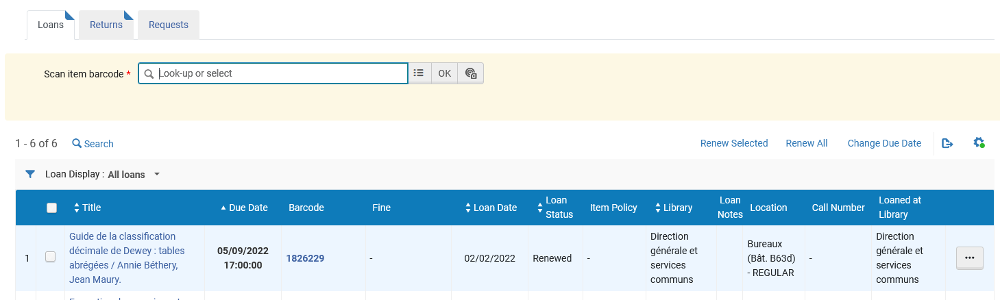 Loans Returns Requests
Scan item barcode * Look-up or select OK
1 - 6 of 6 Search Renew Selected Renew All Change Due Date
Loan Display : All loans
Title Due Date Barcode Fine Loan Date Loan Status Item Policy Library Loan Notes Location Call Number Loaned at Library
1
Guide de la classification
décimale de Dewey : tables
abrégées / Annie Béthery,
Jean Maury.
05/09/2022
17:00:00
1826229
-
02/02/2022
Renewed
-
Direction
générale et
services
communs
Bureaux
(Bât. B63d)
- REGULAR
-
Direction
générale et
services
communs